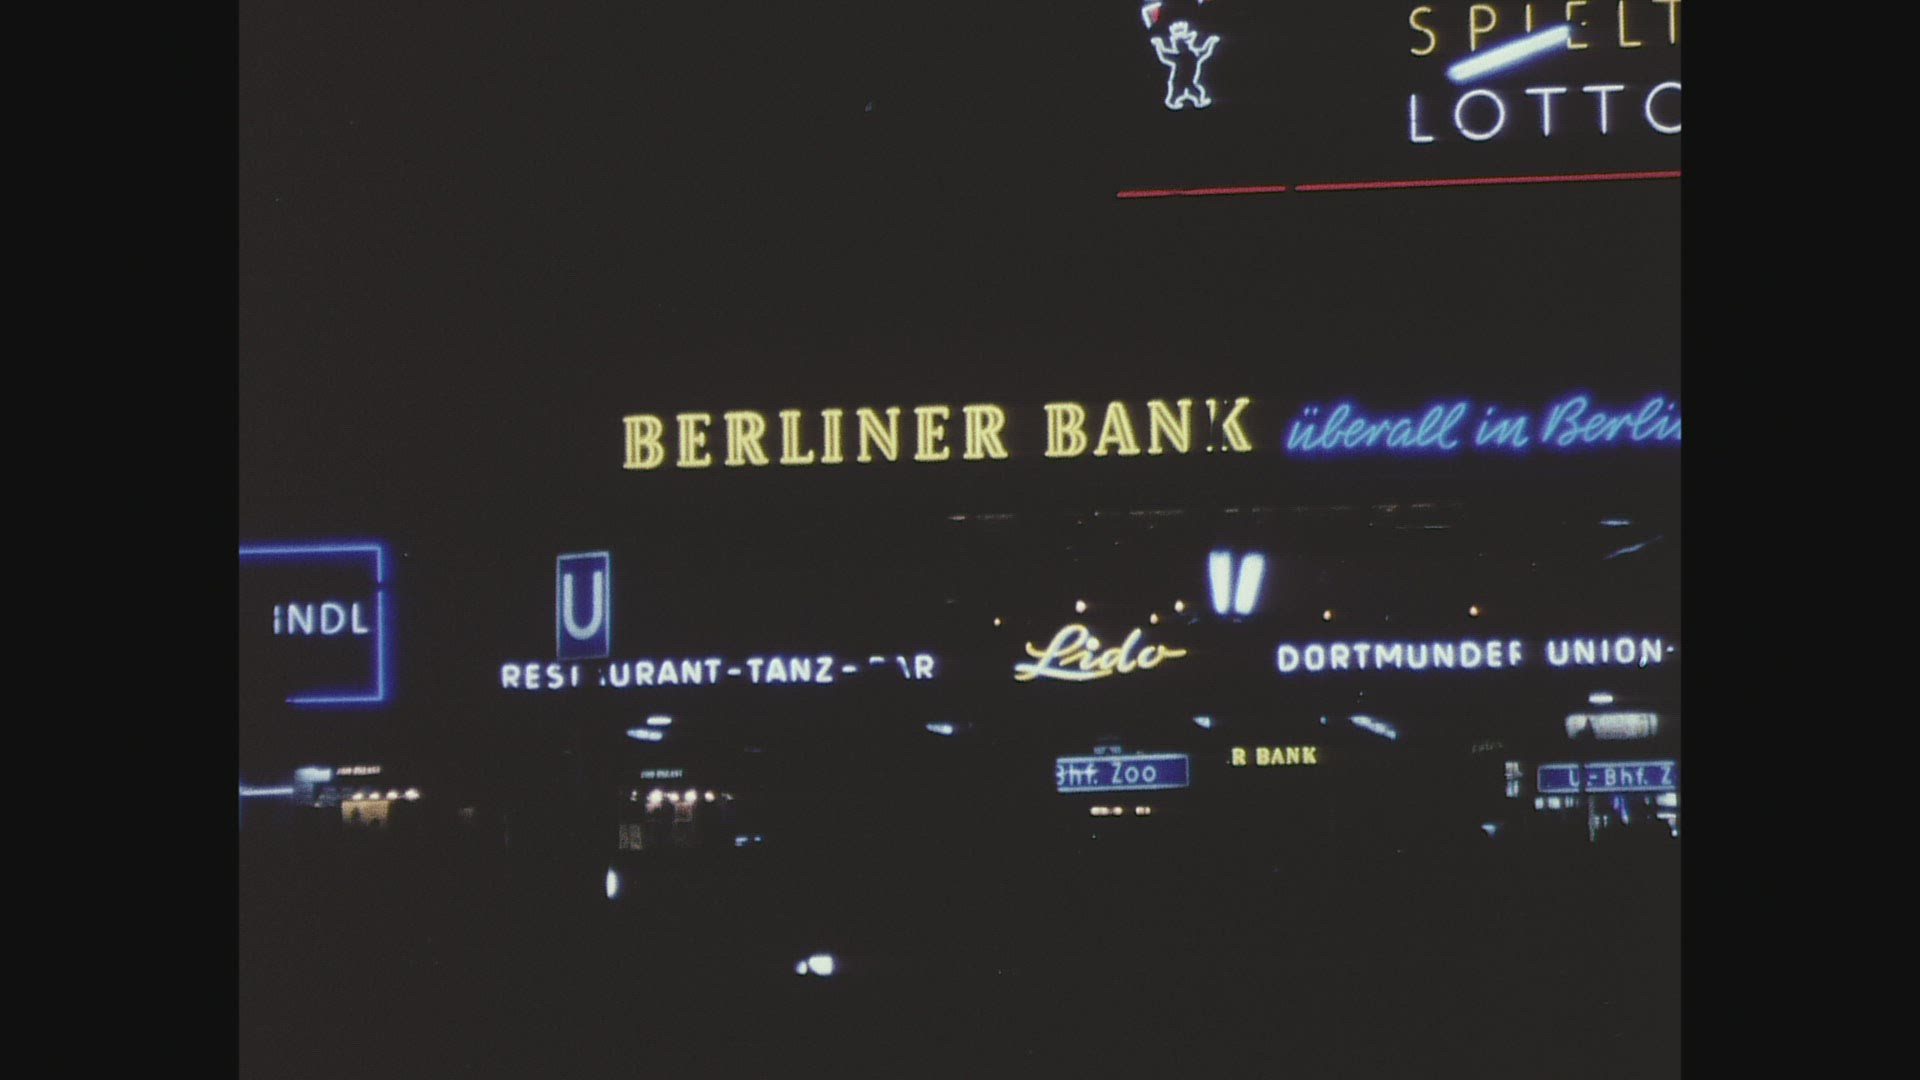 SPIELT
LOTTO
BERLINER BANK überall in Berlin
INDL
U
RESTAURANT-TANZ-BAR
Lido
DORTMUNDER UNION-
Bhf. Zoo
R BANK
U-Bhf. Z